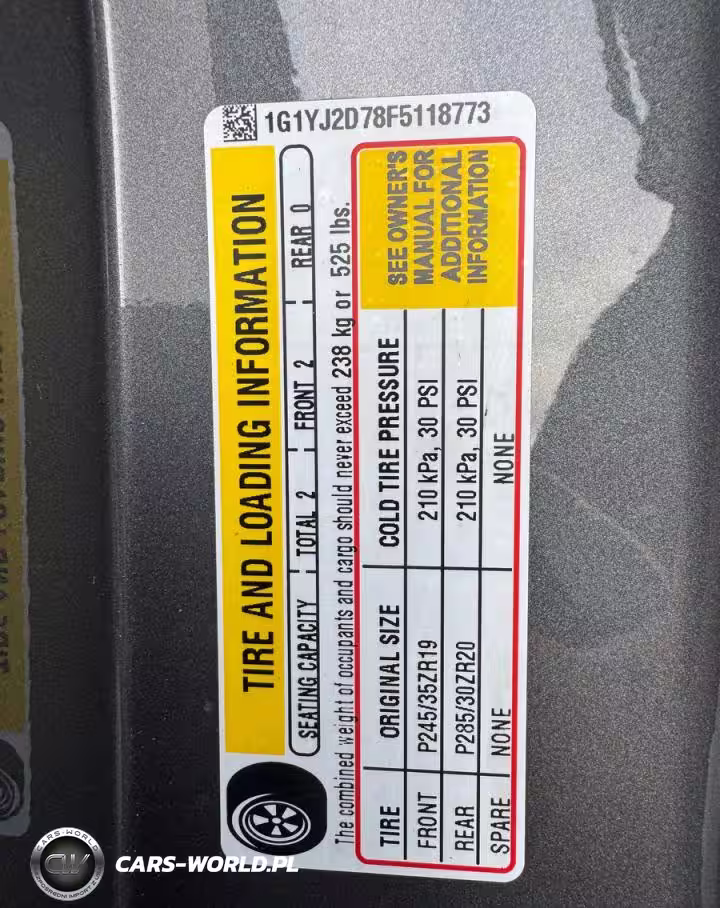 1G1YJ2D78F5118773
TIRE AND LOADING INFORMATION
SEATING CAPACITY TOTAL 2 FRONT 2 REAR 0
The combined weight of occupants and cargo should never exceed 238 kg or 525 lbs.
TIRE ORIGINAL SIZE COLD TIRE PRESSURE
FRONT P245/35ZR19 210 kPa, 30 PSI
REAR P285/30ZR20 210 kPa, 30 PSI
SPARE NONE NONE
SEE OWNER'S
MANUAL FOR
ADDITIONAL
INFORMATION
CARS-WORLD
CW
CARS-WORLD.PL